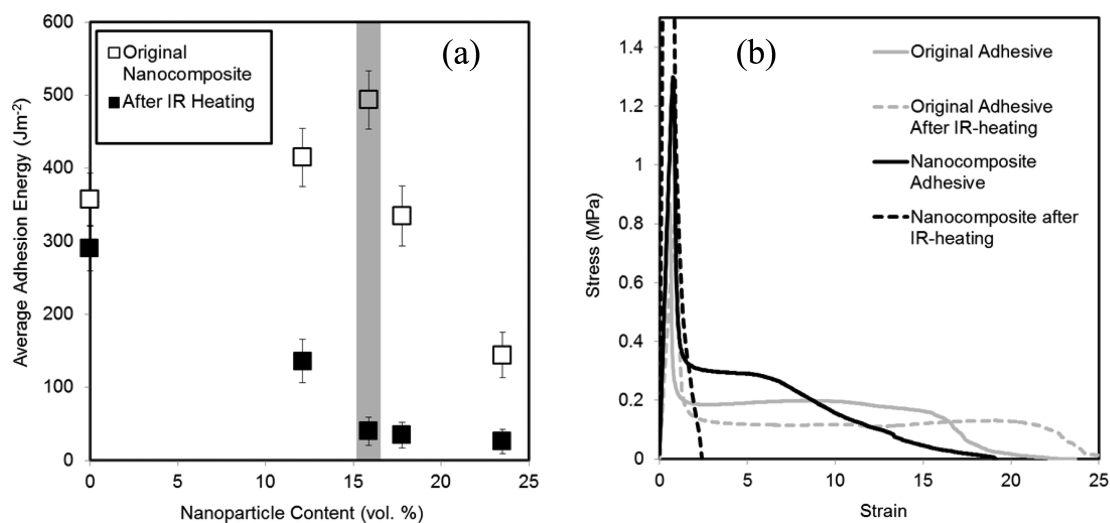 (a)
Original
Nanocomposite
After IR Heating
Average Adhesion Energy (Jm-2)
600
500
400
300
200
100
0
0 5 10 15 20 25
Nanoparticle Content (vol. %)
(b)
Original Adhesive
Original Adhesive
After IR-heating
Nanocomposite
Adhesive
Nanocomposite after
IR-heating
Stress (MPa)
1.4
1.2
1
0.8
0.6
0.4
0.2
0
0 5 10 15 20 25
Strain